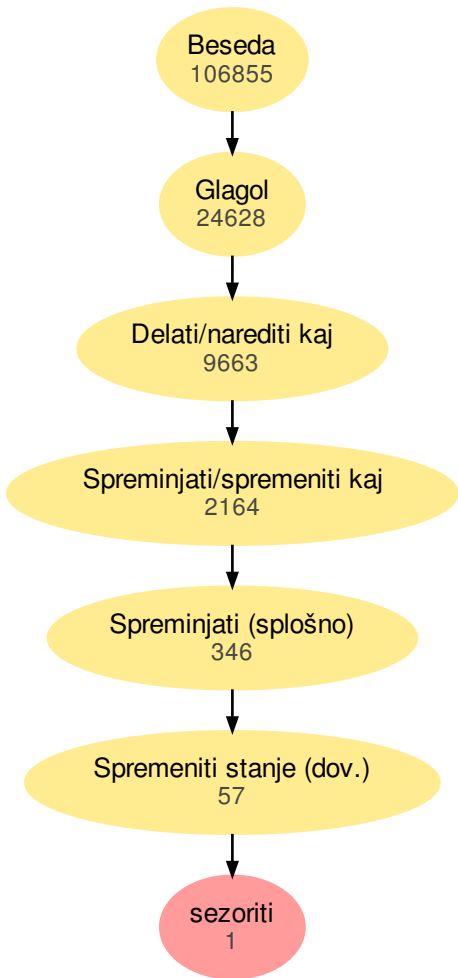 Beseda
106855
Glagol
24628
Delati/narediti kaj
9663
Spreminjati/spremeniti kaj
2164
Spreminjati (splošno)
346
Spremeniti stanje (dov.)
57
sezoriti
1